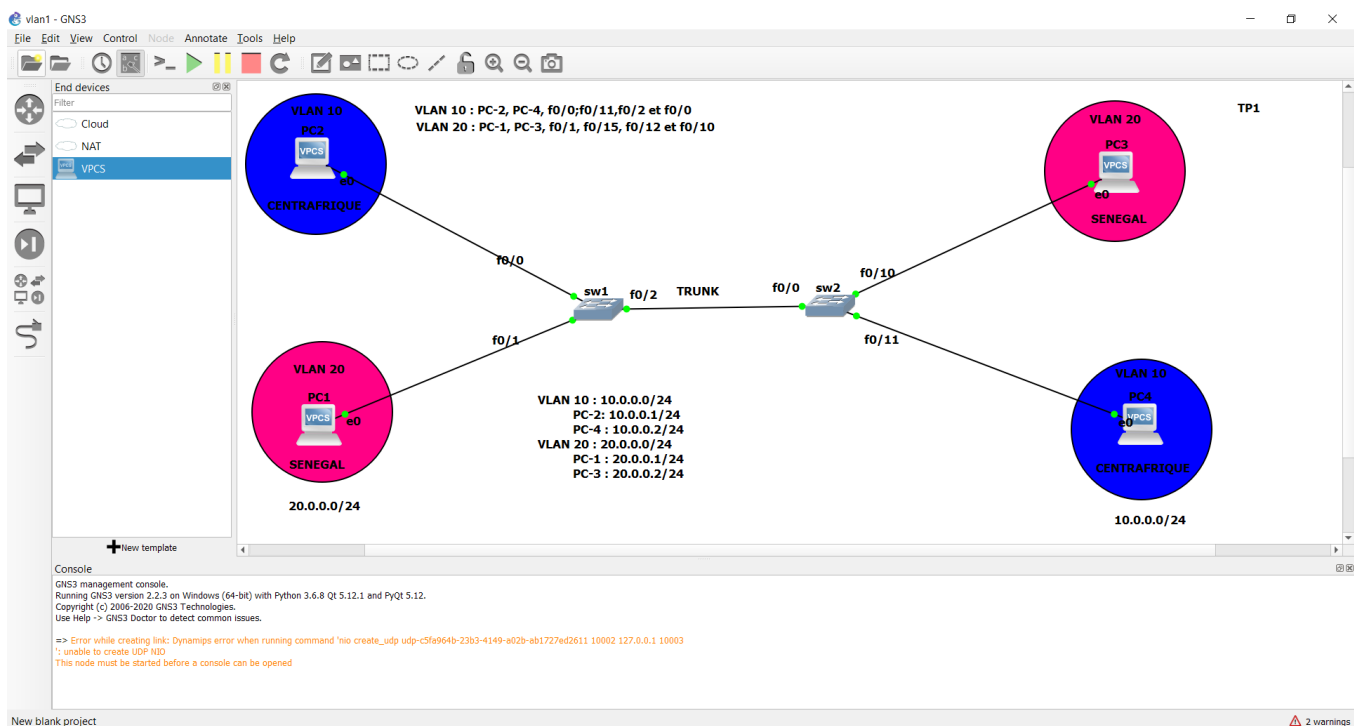 vlan1 - GNS3
File Edit View Control Node Annotate Tools Help
End devices
Filter
Cloud
NAT
VPCS
VPCS
New template
VLAN 10 : PC-2, PC-4, f0/0;f0/11,f0/2 et f0/0
VLAN 20 : PC-1, PC-3, f0/1, f0/15, f0/12 et f0/10
TP1
VLAN 10
PC2
VPCS
e0
CENTRAFRIQUE
VLAN 20
PC3
VPCS
e0
SENEGAL
f0/0
sw1
f0/2
TRUNK
f0/0
sw2
f0/10
f0/1
f0/11
VLAN 20
PC1
VPCS
e0
SENEGAL
20.0.0.0/24
VLAN 10 : 10.0.0.0/24
PC-2: 10.0.0.1/24
PC-4 : 10.0.0.2/24
VLAN 20 : 20.0.0.0/24
PC-1 : 20.0.0.1/24
PC-3 : 20.0.0.2/24
VLAN 10
PC4
VPCS
e0
CENTRAFRIQUE
10.0.0.0/24
Console
GNS3 management console.
Running GNS3 version 2.2.3 on Windows (64-bit) with Python 3.6.8 Qt 5.12.1 and PyQt 5.12.
Copyright (c) 2006-2020 GNS3 Technologies.
Use Help -> GNS3 Doctor to detect common issues.
=> Error while creating link: Dynamips error when running command 'nio create_udp udp-c5fa964b-23b3-4149-a02b-ab1727ed2611 10002 127.0.0.1 10003
': unable to create UDP NIO
This node must be started before a console can be opened
New blank project
2 warnings